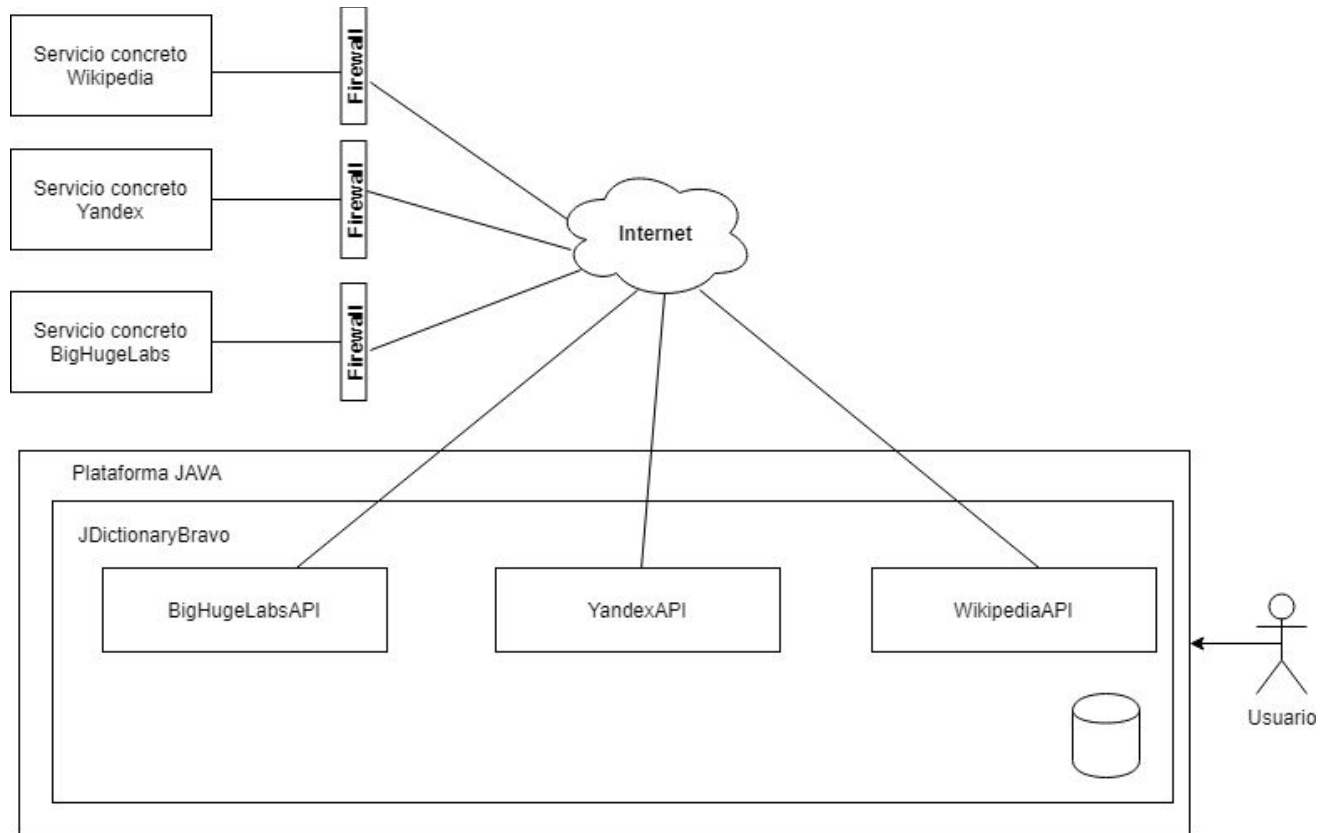 Servicio concreto
Wikipedia
Firewall
Servicio concreto
Yandex
Firewall
Internet
Servicio concreto
BigHugeLabs
Firewall
Plataforma JAVA
JDictionaryBravo
BigHugeLabsAPI
YandexAPI
WikipediaAPI
Usuario